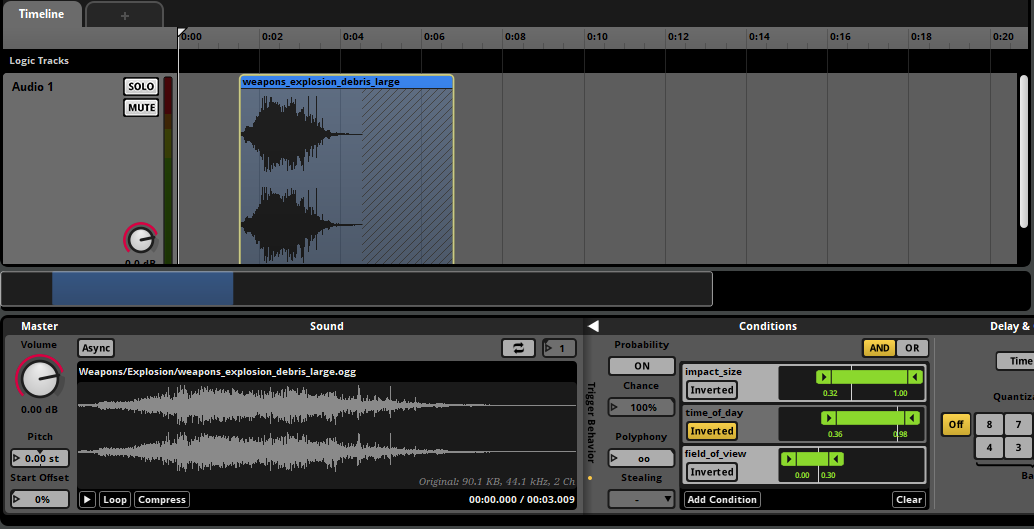 Timeline
+
0:00 0:02 0:04 0:06 0:08 0:10 0:12 0:14 0:16 0:18 0:20
Logic Tracks
Audio 1
SOLO
MUTE
weapons_explosion_debris_large
0.0 dB
Master
Volume
0.00 dB
Pitch
0.00 st
Start Offset
0%
Sound
Async
1
Weapons/Explosion/weapons_explosion_debris_large.ogg
Original: 90.1 KB, 44.1 kHz, 2 Ch
Loop
Compress
00:00.000 / 00:03.009
Trigger Behavior
Probability
ON
Chance
100%
Polyphony
oo
Stealing
-
Conditions
AND OR
impact_size
Inverted
0.32 1.00
time_of_day
Inverted
0.36 0.98
field_of_view
Inverted
0.00 0.30
Add Condition
Clear
Delay &
Time
Quantiz
Off
8 7
4 3
Ba